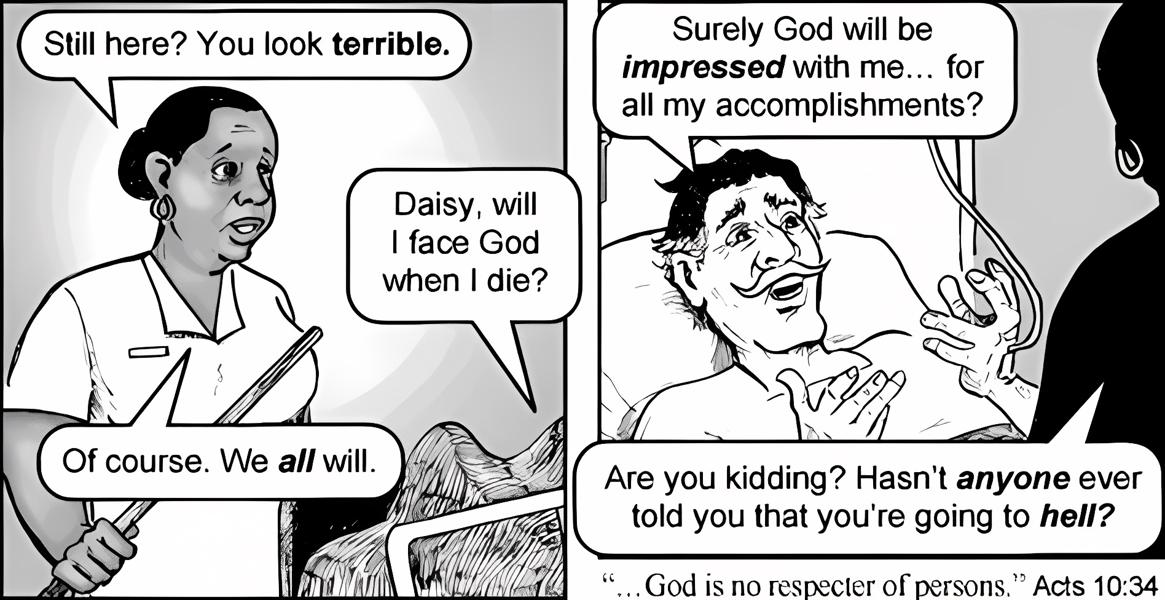 Still here? You look terrible.
Daisy, will
I face God
when I die?
Of course. We all will.
Surely God will be
impressed with me... for
all my accomplishments?
Are you kidding? Hasn't anyone ever
told you that you're going to hell?
“...God is no respecter of persons.” Acts 10:34